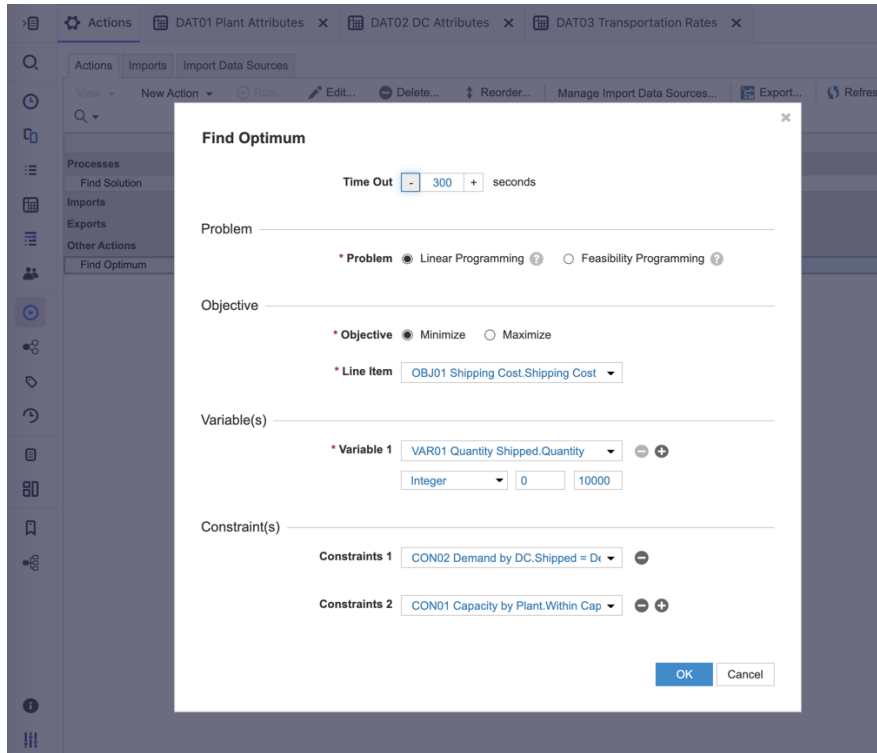 Actions DAT01 Plant Attributes DAT02 DC Attributes DAT03 Transportation Rates
Actions Imports Import Data Sources
View New Action Run... Edit... Delete... Reorder... Manage Import Data Sources... Export... Refres
Find Optimum
Time Out - 300 + seconds
Processes
Find Solution
Imports
Exports
Other Actions
Find Optimum
Problem
* Problem Linear Programming ? Feasibility Programming ?
Objective
* Objective Minimize Maximize
* Line Item OBJ01 Shipping Cost.Shipping Cost
Variable(s)
* Variable 1 VAR01 Quantity Shipped.Quantity
Integer 0 10000
Constraint(s)
Constraints 1 CON02 Demand by DC.Shipped = De
Constraints 2 CON01 Capacity by Plant.Within Cap
OK Cancel